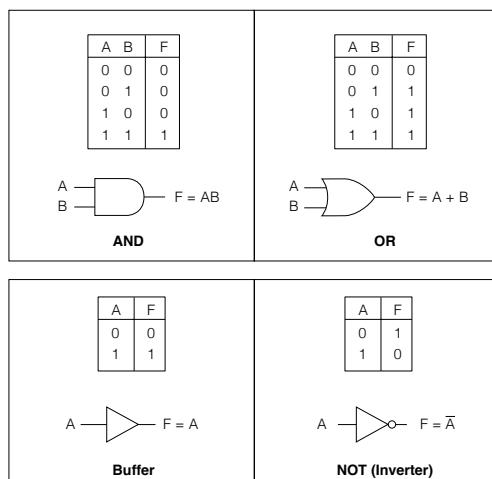 A B F
0 0 0
0 1 0
1 0 0
1 1 1
A
B
F = AB
AND
A B F
0 0 0
0 1 1
1 0 1
1 1 1
A
B
F = A + B
OR
A F
0 0
1 1
A
F = A
Buffer
A F
0 1
1 0
A
F = A̅
NOT (Inverter)